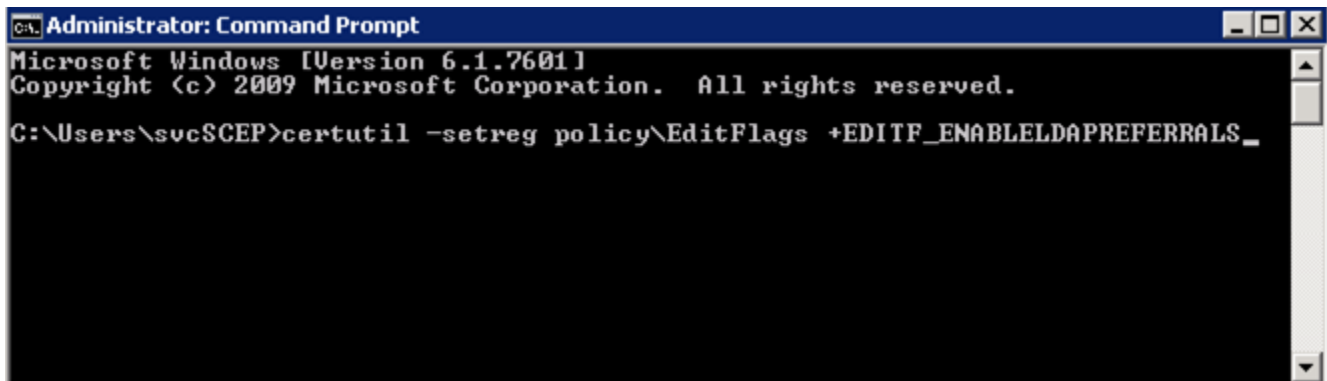 Administrator: Command Prompt
Microsoft Windows [Version 6.1.7601]
Copyright (c) 2009 Microsoft Corporation.  All rights reserved.
C:\Users\svcSCEP>certutil -setreg policy\EditFlags +EDITF_ENABLELDAPREFERRALS_